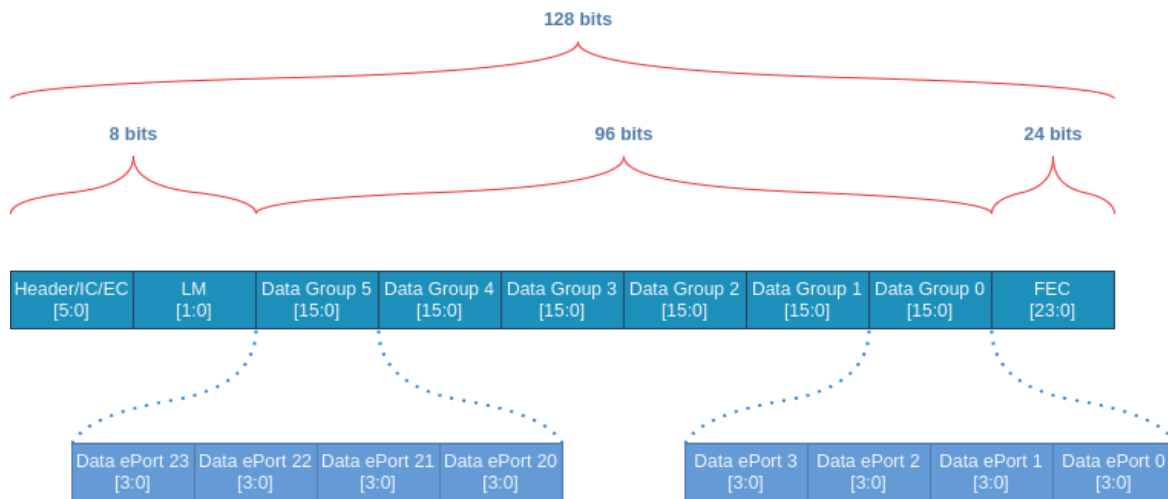 128 bits
8 bits
96 bits
24 bits
Header/IC/EC
[5:0]
LM
[1:0]
Data Group 5
[15:0]
Data Group 4
[15:0]
Data Group 3
[15:0]
Data Group 2
[15:0]
Data Group 1
[15:0]
Data Group 0
[15:0]
FEC
[23:0]
Data ePort 23
[3:0]
Data ePort 22
[3:0]
Data ePort 21
[3:0]
Data ePort 20
[3:0]
Data ePort 3
[3:0]
Data ePort 2
[3:0]
Data ePort 1
[3:0]
Data ePort 0
[3:0]